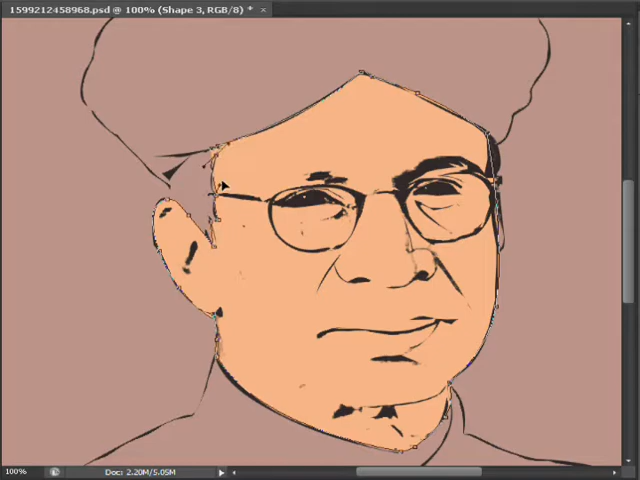 1599212458968.psd @ 100% (Shape 3, RGB/8) * ×
100% Doc: 2.20M/5.05M